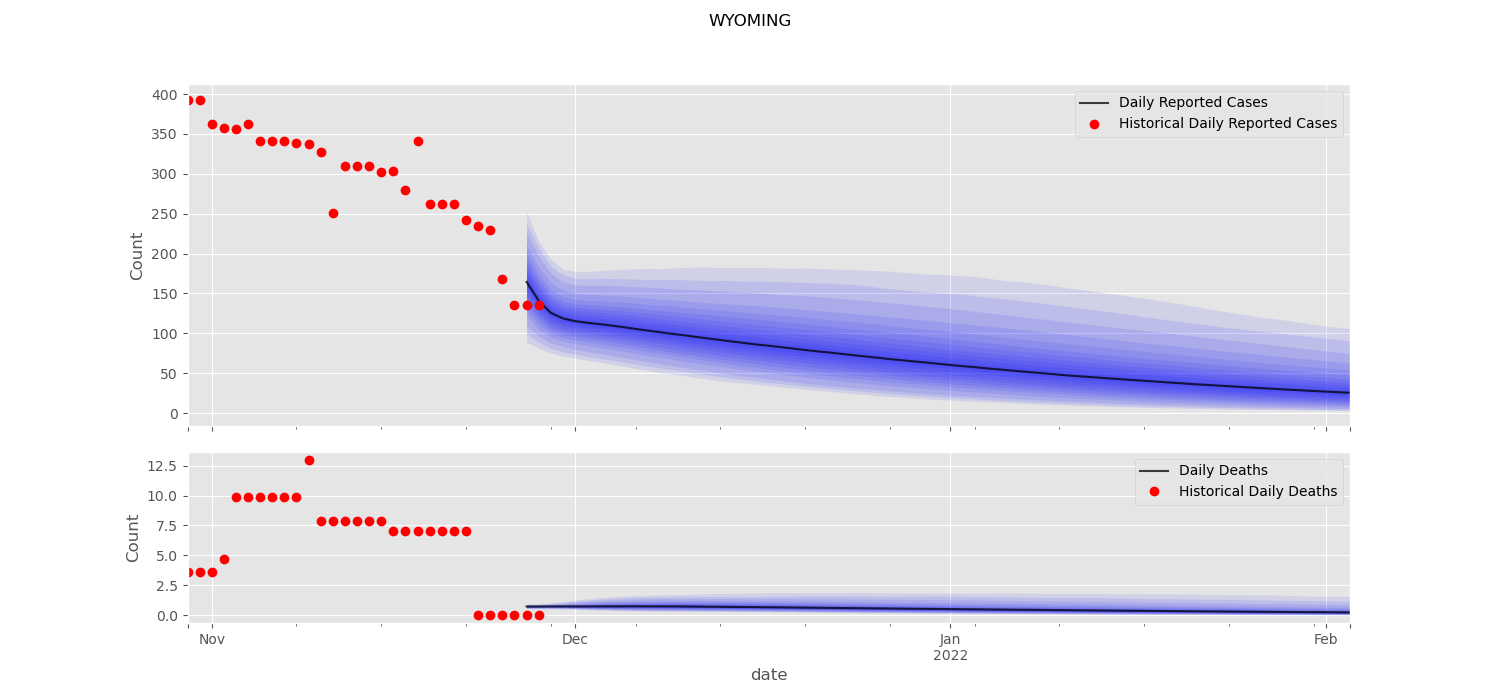 WYOMING
400
350
300
250
200
150
100
50
0
Count
Daily Reported Cases
Historical Daily Reported Cases
12.5
10.0
7.5
5.0
2.5
0.0
Count
Daily Deaths
Historical Daily Deaths
Nov
Dec
Jan
2022
Feb
date